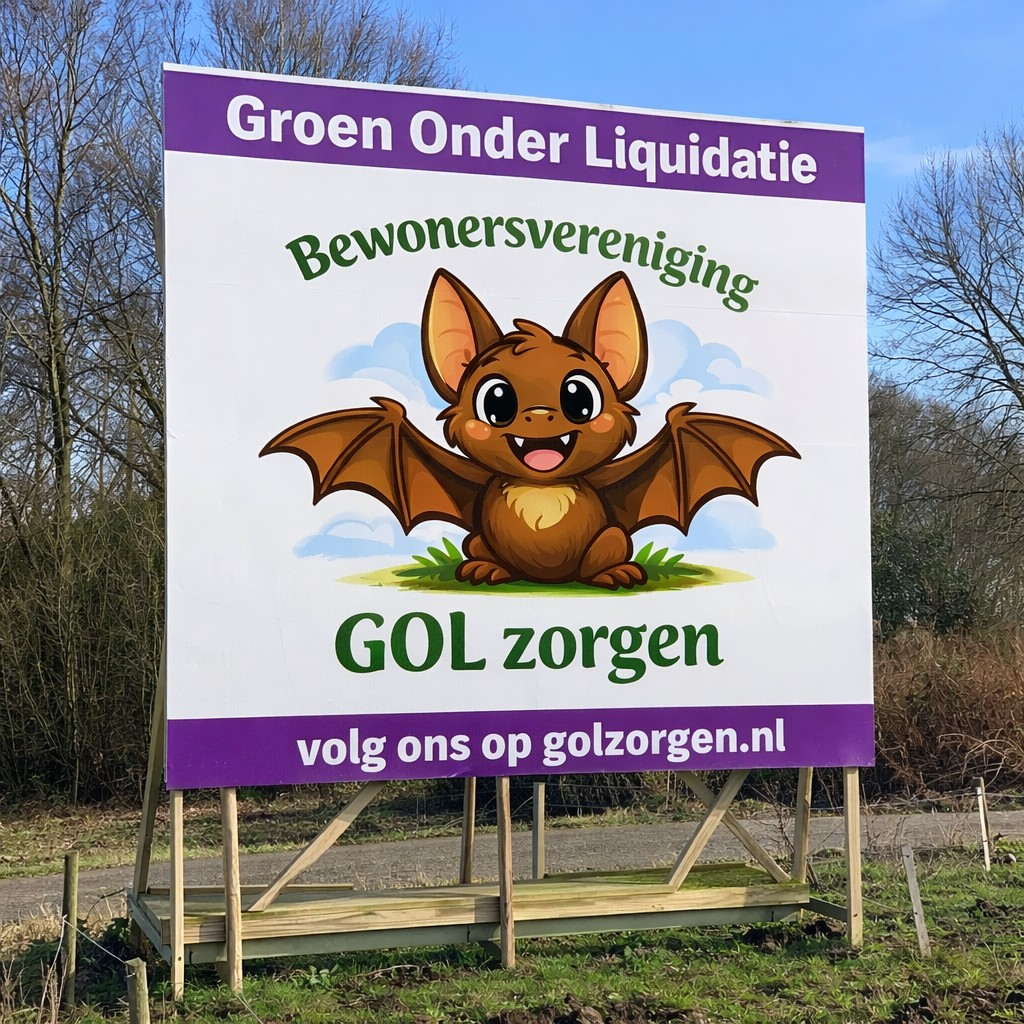 Groen Onder Liquidatie
Bewonersvereniging
GOL zorgen
volg ons op golzorgen.nl